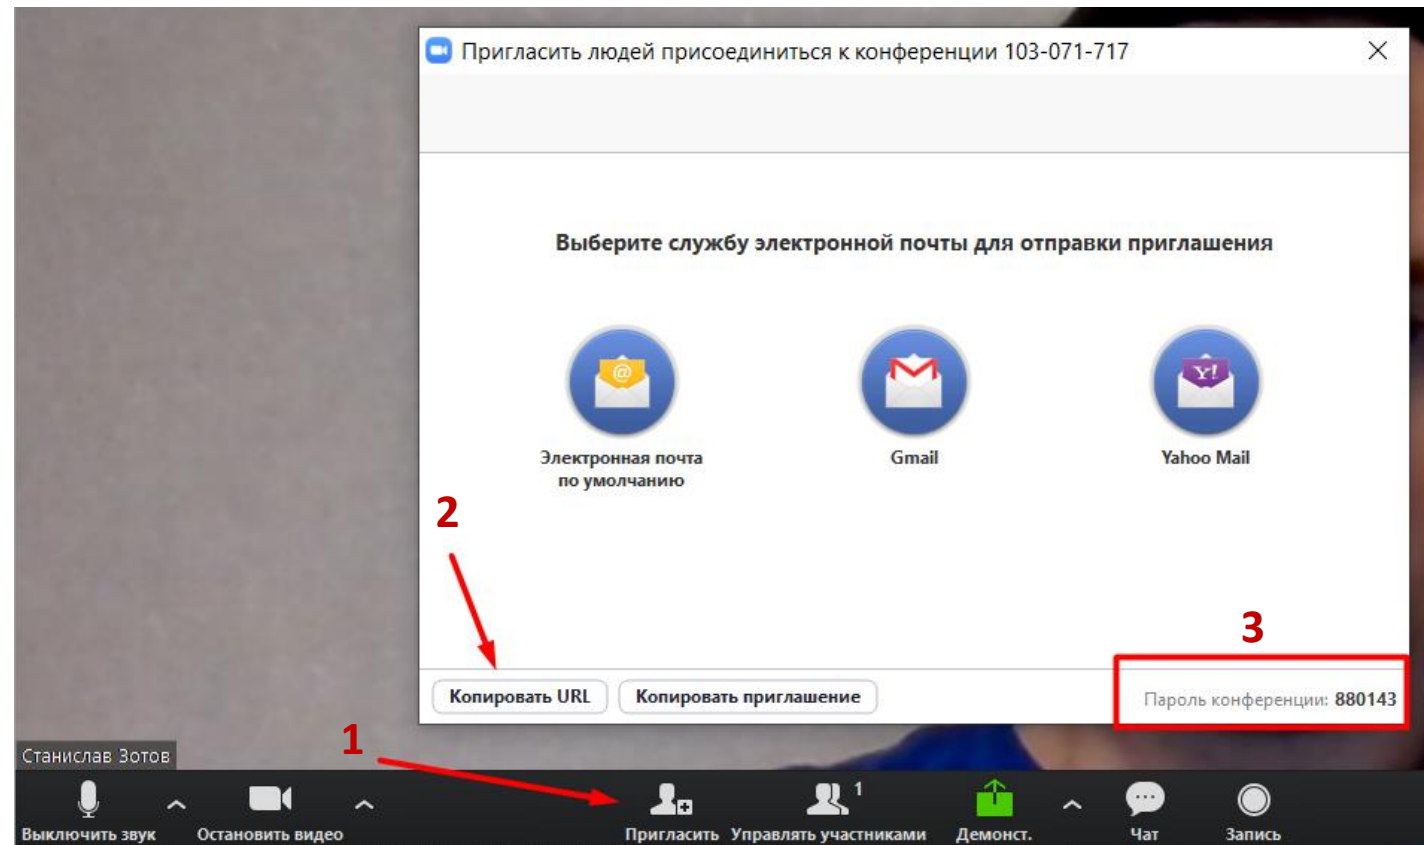 Пригласить людей присоединиться к конференции 103-071-717
Выберите службу электронной почты для отправки приглашения
@
Y!
Электронная почта
по умолчанию
Gmail
Yahoo Mail
2
3
Копировать URL
Копировать приглашение
Пароль конференции: 880143
1
Станислав Зотов
1
Выключить звук
Остановить видео
Пригласить
Управлять участниками
Демонст.
Чат
Запись